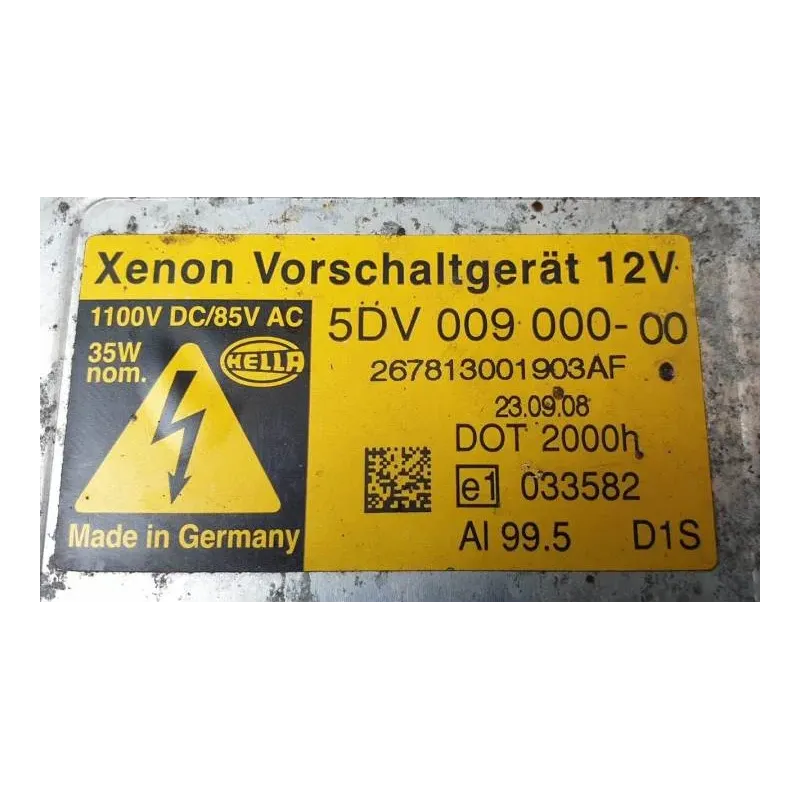 Xenon Vorschaltgerät 12V
1100V DC/85V AC
35W
nom.
HELLA
Made in Germany
5DV 009 000-00
267813001903AF
23.09.08
DOT 2000h
e1 033582
Al 99.5 D1S